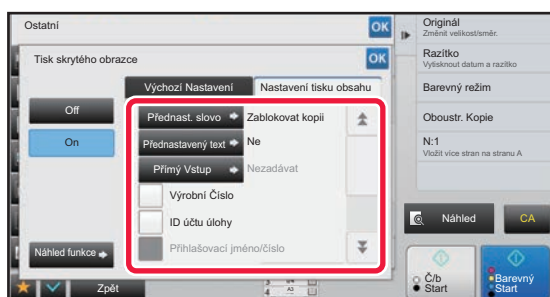 Ostatní
OK
Tisk skrytého obrazce
OK
Výchozí Nastavení
Nastavení tisku obsahu
Off
On
Přednast. slovo
Zablokovat kopii
Přednastavený text
Ne
Přímý Vstup
Nezadávat
Výrobní Číslo
ID účtu úlohy
Přihlašovací jméno/číslo
Náhled funkce
Zpět
Originál
Změnit velikost/směr.
Razítko
Vytisknout datum a razítko
Barevný režim
Oboustr. Kopie
N:1
Vložit více stran na stranu A
Náhled
CA
Č/b
Start
Barevný
Start